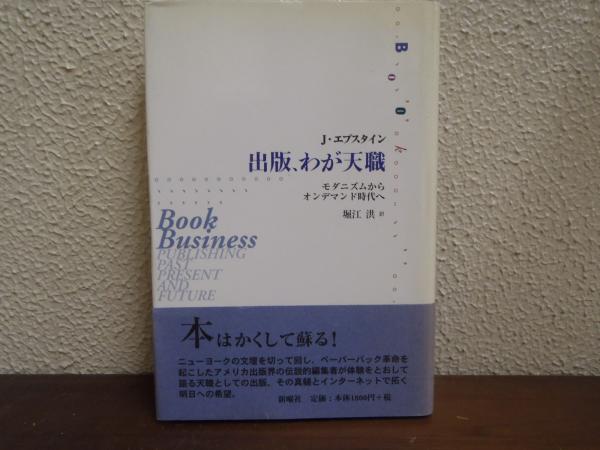 Book
J・エプスタイン
出版、わが天職
モダニズムから
オンデマンド時代へ
堀江 洪 訳
Book
Business
PUBLISHING
PAST
PRESENT
AND
FUTURE
本はかくして蘇る!
ニューヨークの文壇を切って回し、ペーパーバック革命を
起こしたアメリカ出版界の伝説的編集者が体験をとおして
語る天職としての出版。その真髄とインターネットで拓く
明日への希望。
新曜社 定価:本体1800円+税